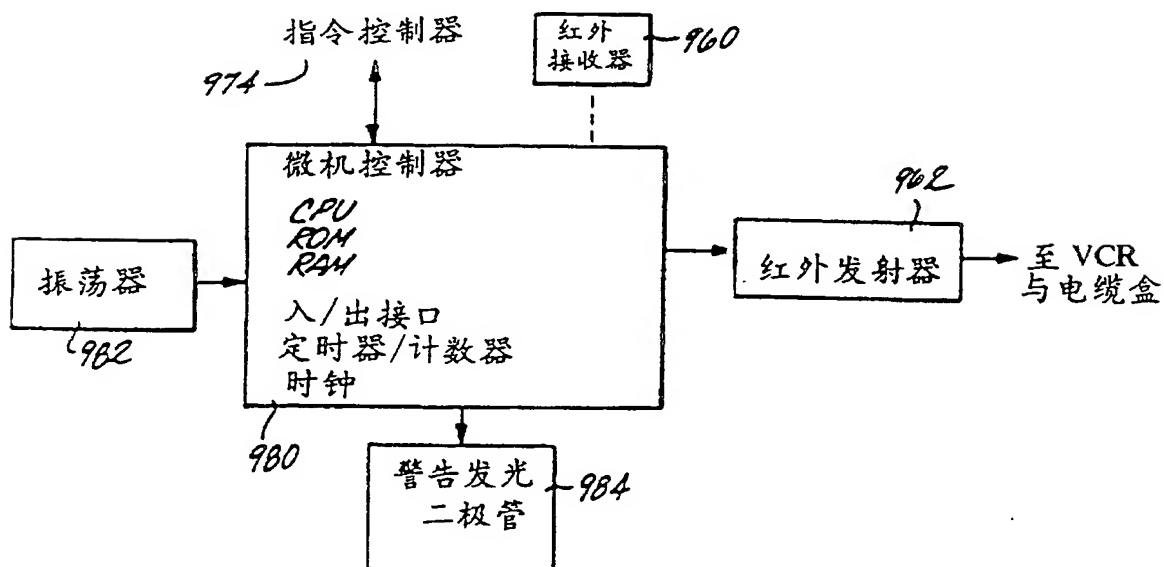 指令控制器
974
红外
接收器
960
微机控制器
CPU
ROM
RAM
入/出接口
定时器/计数器
时钟
980
振荡器
982
962
红外发射器
至 VCR
与电缆盒
警告发光
二极管
984